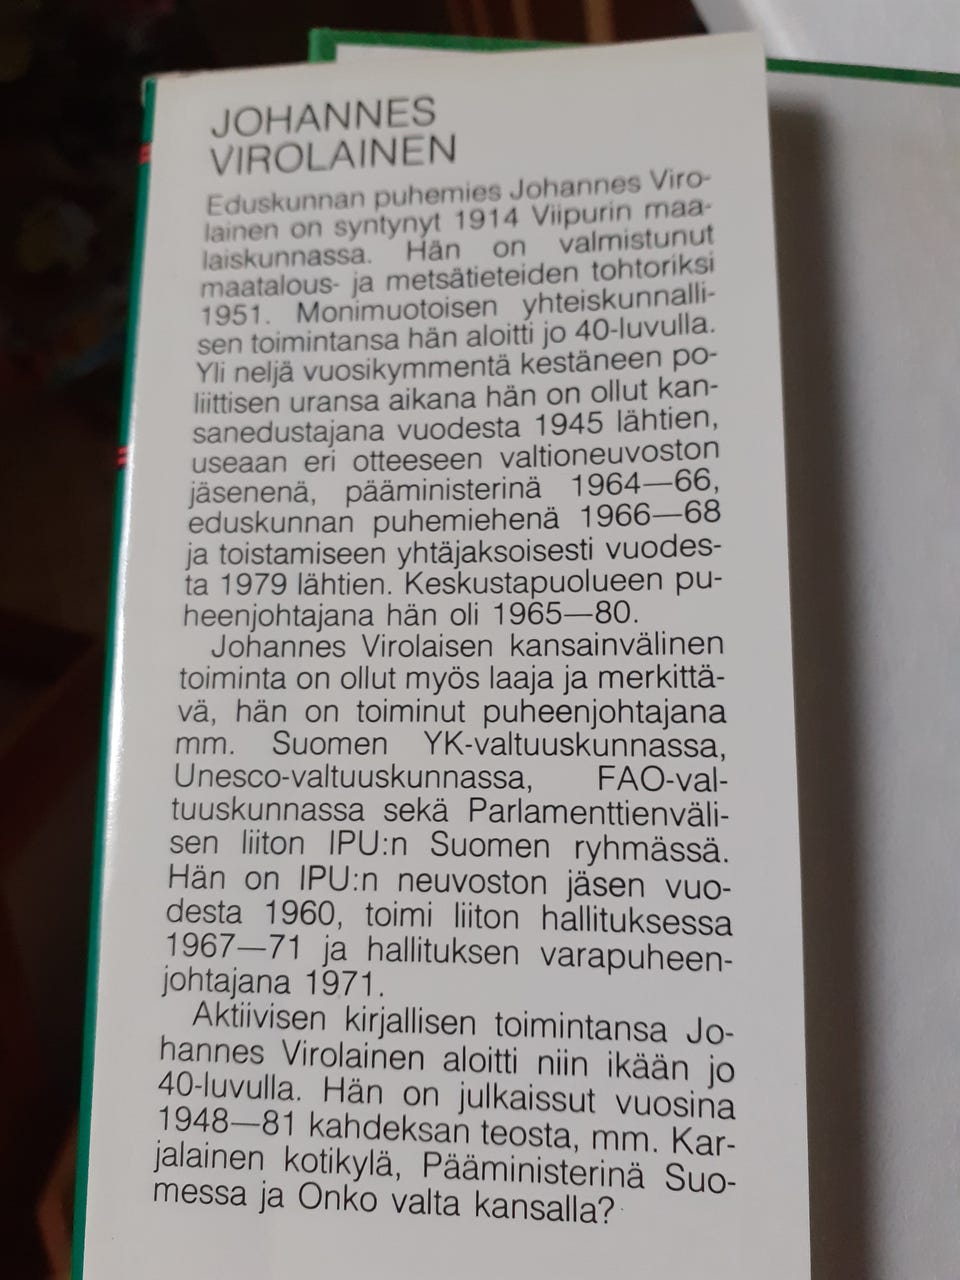 JOHANNES
VIROLAINEN
Eduskunnan puhemies Johannes Viro-
lainen on syntynyt 1914 Viipurin maa-
laiskunnassa. Hän on valmistunut
maatalous- ja metsätieteiden tohtoriksi
1951. Monimuotoisen yhteiskunnalli-
sen toimintansa hän aloitti jo 40-luvulla.
Yli neljä vuosikymmentä kestäneen po-
liittisen uransa aikana hän on ollut kan-
sanedustajana vuodesta 1945 lähtien,
useaan eri otteeseen valtioneuvoston
jäsenenä, pääministerinä 1964—66,
eduskunnan puhemiehenä 1966—68
ja toistamiseen yhtäjaksoisesti vuodes-
ta 1979 lähtien. Keskustapuolueen pu-
heenjohtajana hän oli 1965—80.
Johannes Virolaisen kansainvälinen
toiminta on ollut myös laaja ja merkittä-
vä, hän on toiminut puheenjohtajana
mm. Suomen YK-valtuuskunnassa,
Unesco-valtuuskunnassa, FAO-val-
tuuskunnassa sekä Parlamenttienväli-
sen liiton IPU:n Suomen ryhmässä.
Hän on IPU:n neuvoston jäsen vuo-
desta 1960, toimi liiton hallituksessa
1967—71 ja hallituksen varapuheen-
johtajana 1971.
Aktiivisen kirjallisen toimintansa Jo-
hannes Virolainen aloitti niin ikään jo
40-luvulla. Hän on julkaissut vuosina
1948—81 kahdeksan teosta, mm. Kar-
jalainen kotikylä, Pääministerinä Suo-
messa ja Onko valta kansalla?